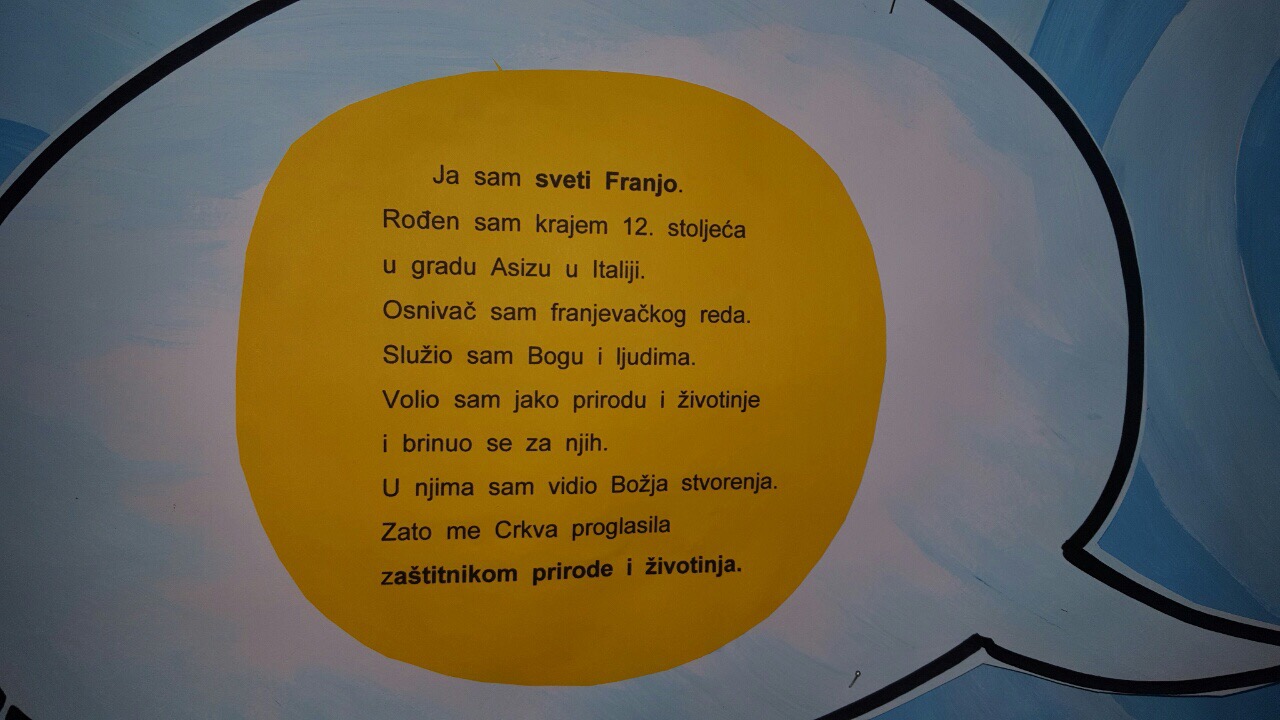 Ja sam sveti Franjo.
Rođen sam krajem 12. stoljeća
u gradu Asizu u Italiji.
Osnivač sam franjevačkog reda.
Služio sam Bogu i ljudima.
Volio sam jako prirodu i životinje
i brinuo se za njih.
U njima sam vidio Božja stvorenja.
Zato me Crkva proglasila
zaštitnikom prirode i životinja.